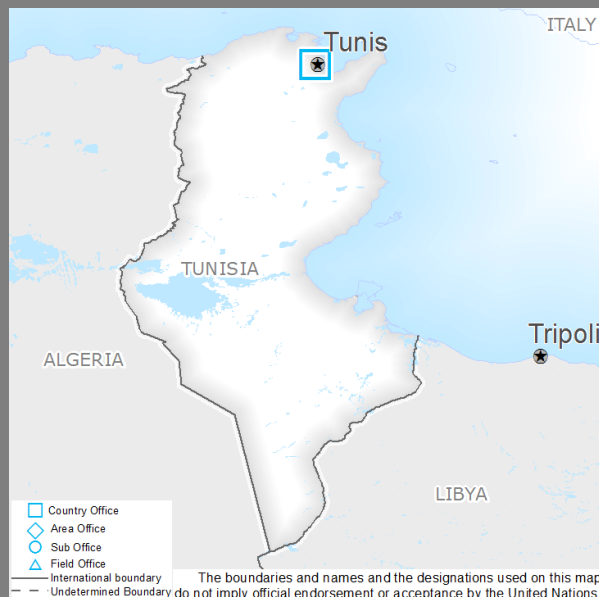 ITALY
Tunis
TUNISIA
Tripoli
ALGERIA
LIBYA
Country Office
Area Office
Sub Office
Field Office
International boundary
Undetermined Boundary
The boundaries and names and the designations used on this map
do not imply official endorsement or acceptance by the United Nations